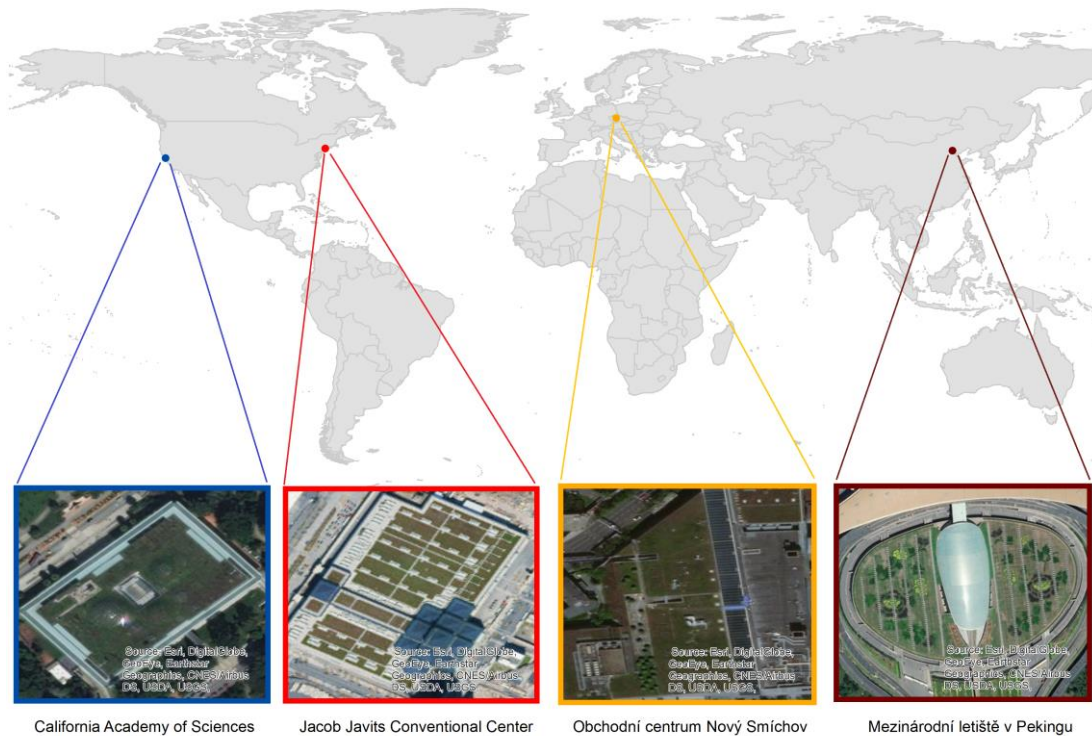 Source: Esri, DigitalGlobe,
GeoEye, Earthstar
Geographics, CNES/Airbus
DS, USDA, USGS,
Source: Esri, DigitalGlobe,
GeoEye, Earthstar
Geographics, CNES/Airbus
DS, USDA, USGS,
Source: Esri, DigitalGlobe,
GeoEye, Earthstar
Geographics, CNES/Airbus
DS, USDA, USGS,
Source: Esri, DigitalGlobe,
GeoEye, Earthstar
Geographics, CNES/Airbus
DS, USDA, USGS,
California Academy of Sciences
Jacob Javits Conventional Center
Obchodní centrum Nový Smíchov
Mezinárodní letiště v Pekingu